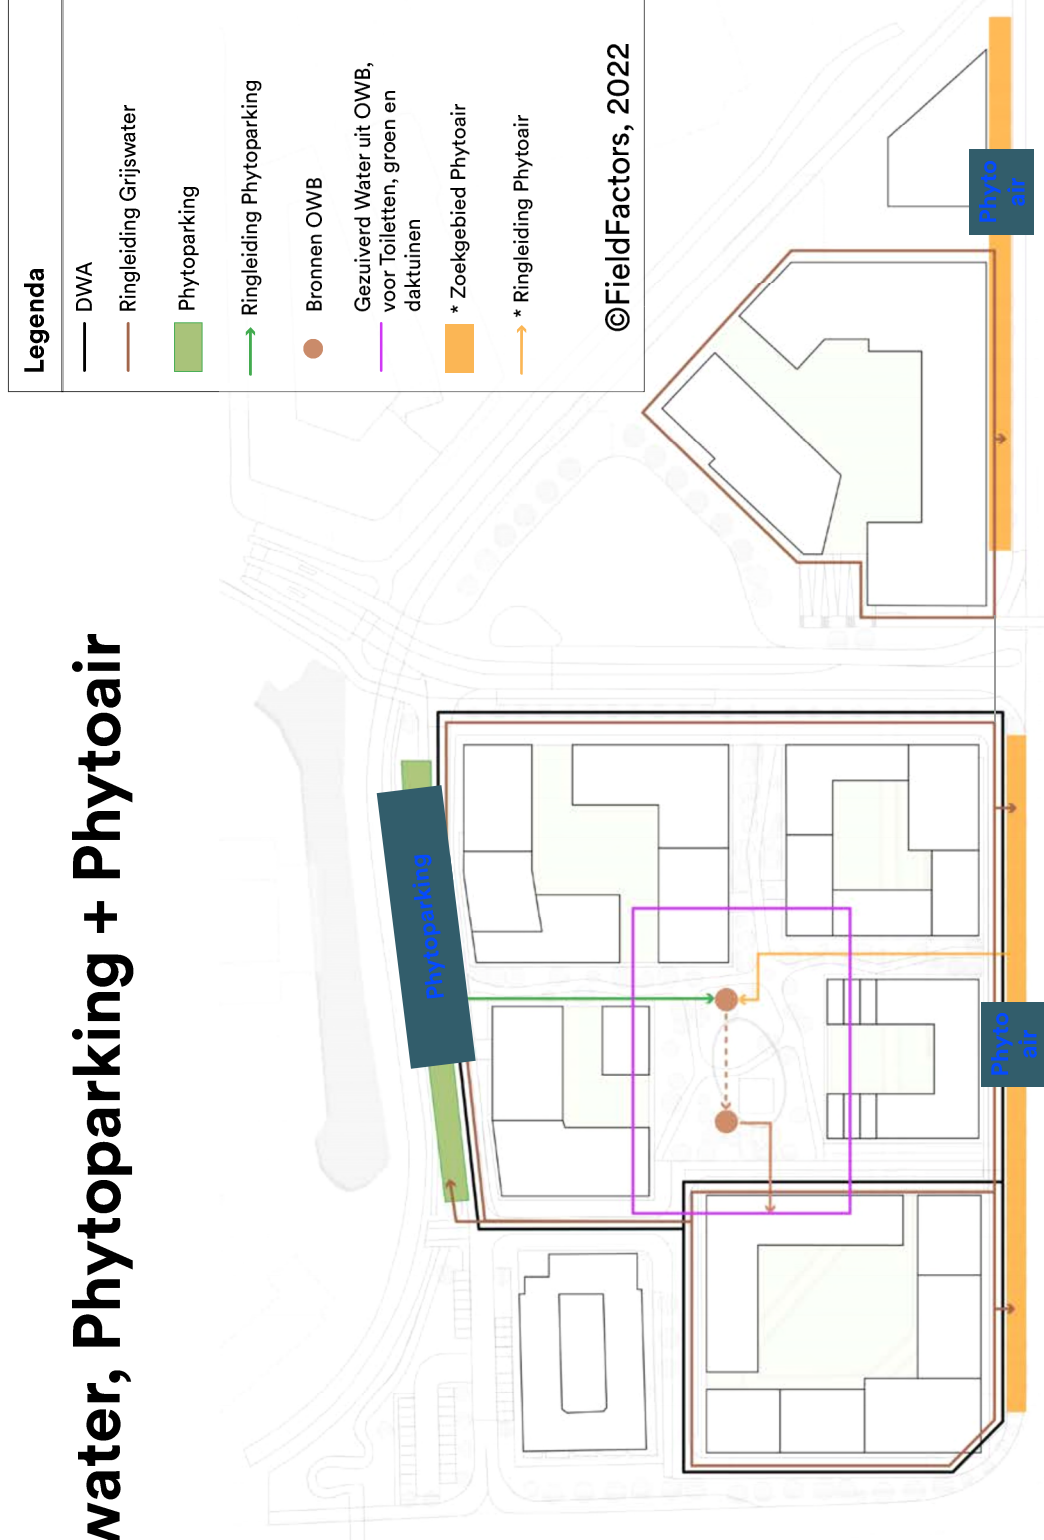 water, Phytoparking + Phytoair
Legenda
DWA
Ringleiding Grijswater
Phytoparking
Ringleiding Phytoparking
Bronnen OWB
Gezuiverd Water uit OWB,
voor Toiletten, groen en
daktuinen
* Zoekgebied Phytoair
* Ringleiding Phytoair
©FieldFactors, 2022
Phytoparking
Phyto
air
Phyto
air